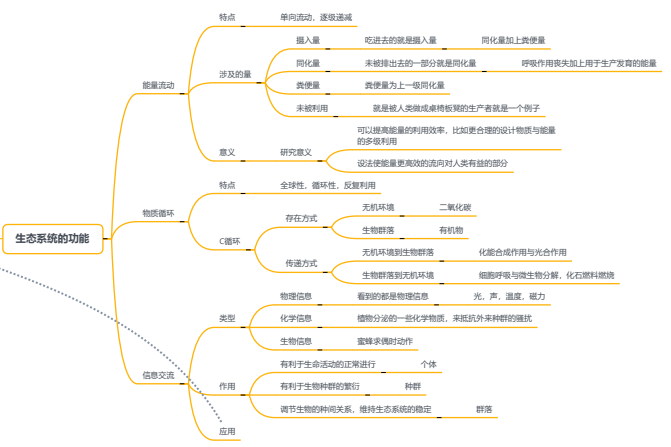 生态系统的功能
能量流动
特点
单向流动，逐级递减
涉及的量
摄入量
吃进去的就是摄入量
同化量加上粪便量
同化量
未被排出去的一部分就是同化量
呼吸作用丧失加上用于生产发育的能量
粪便量
粪便量为上一级同化量
未被利用
就是被人类做成桌椅板凳的生产者就是一个例子
意义
研究意义
可以提高能量的利用效率，比如更合理的设计物质与能量
的多级利用
设法使能量更高效的流向对人类有益的部分
物质循环
特点
全球性，循环性，反复利用
C循环
存在方式
无机环境
二氧化碳
生物群落
有机物
传递方式
无机环境到生物群落
化能合成作用与光合作用
生物群落到无机环境
细胞呼吸与微生物分解，化石燃料燃烧
信息交流
类型
物理信息
看到的都是物理信息
光，声，温度，磁力
化学信息
植物分泌的一些化学物质，来抵抗外来种群的骚扰
生物信息
蜜蜂求偶时动作
作用
有利于生命活动的正常进行
个体
有利于生物种群的繁衍
种群
调节生物的种间关系，维持生态系统的稳定
群落
应用